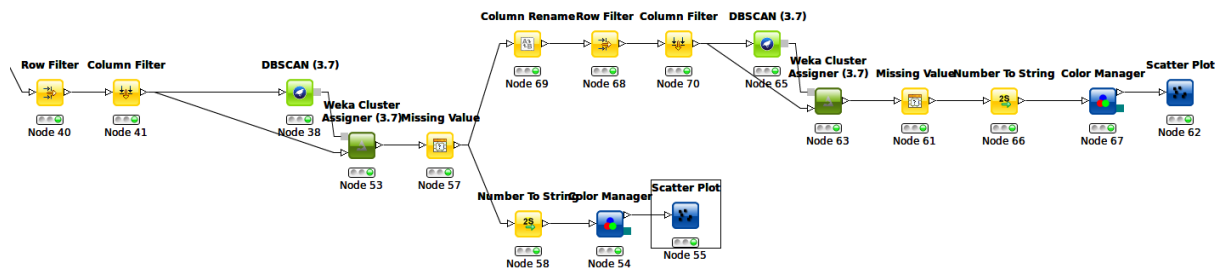 Column Rename Row Filter Column Filter DBSCAN (3.7)
Node 69 Node 68 Node 70 Node 65
Row Filter Column Filter DBSCAN (3.7)
Node 40 Node 41 Node 38
Weka Cluster
Assigner (3.7) Missing Value
Node 53 Node 57
Weka Cluster
Assigner (3.7) Missing Value Number To String Color Manager Scatter Plot
Node 63 Node 61 Node 66 Node 67 Node 62
Number To String Color Manager Scatter Plot
2S
2S
Node 58 Node 54 Node 55